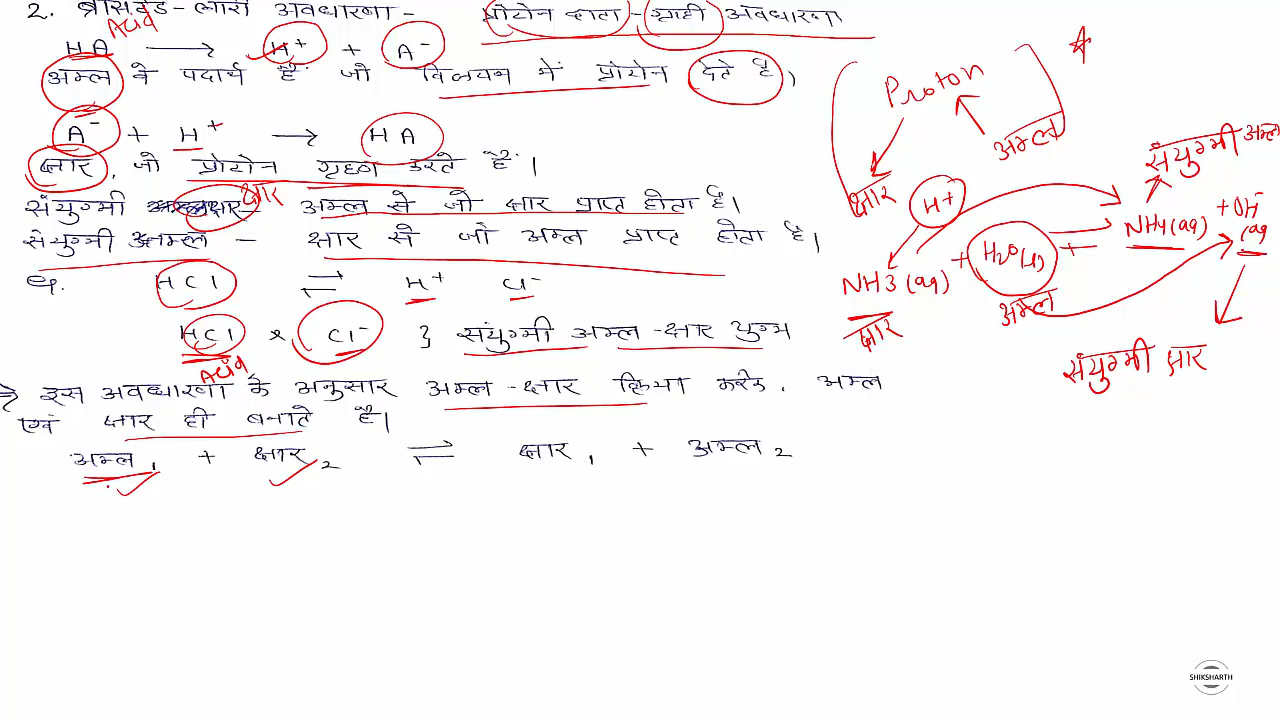 2. ब्रांसटेड-लारी अवधारणा- प्रोटोन दाता-ग्राही अवधारणा
Acid
HA → H+ + A-
अम्ल वे पदार्थ है जो विलयन में प्रोटोन देते है,
A- + H+ → HA
क्षार, जो प्रोटोन ग्रहण करते है।
संयुग्मी क्षार अम्ल से जो क्षार प्राप्त होता है।
संयुग्मी अम्ल - क्षार से जो अम्ल प्राप्त होता है।
eg. HCl ⇌ H+ Cl-
HCl & Cl- } संयुग्मी अम्ल-क्षार युग्म
Acid
⇒ इस अवधारणा के अनुसार अम्ल-क्षार क्रिया करके, अम्ल
एवं क्षार ही बनाते है।
अम्ल1 + क्षार2 ⇌ क्षार1 + अम्ल2
Proton
अम्ल
क्षार
संयुग्मी अम्ल
H+
NH3(aq) + H2O(l) → NH4(aq) + OH- (aq
क्षार
अम्ल
संयुग्मी क्षार
SHIKSHARTH